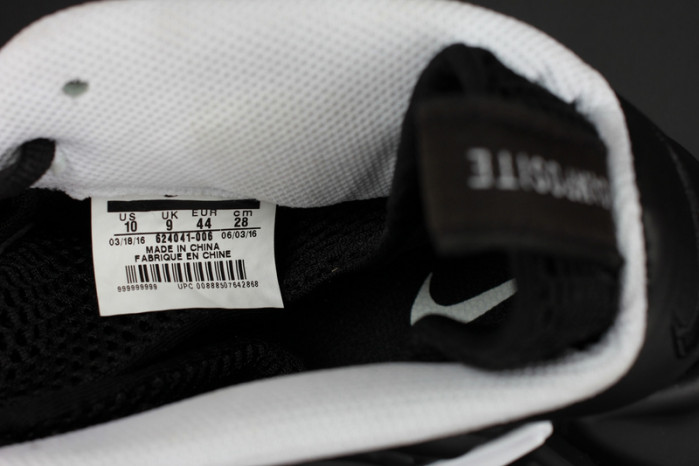 US UK EUR cm
10 9 44 28
03/18/16 624041-006 06/03/16
MADE IN CHINA
FABRIQUE EN CHINE
999999999 UPC 00888507642868